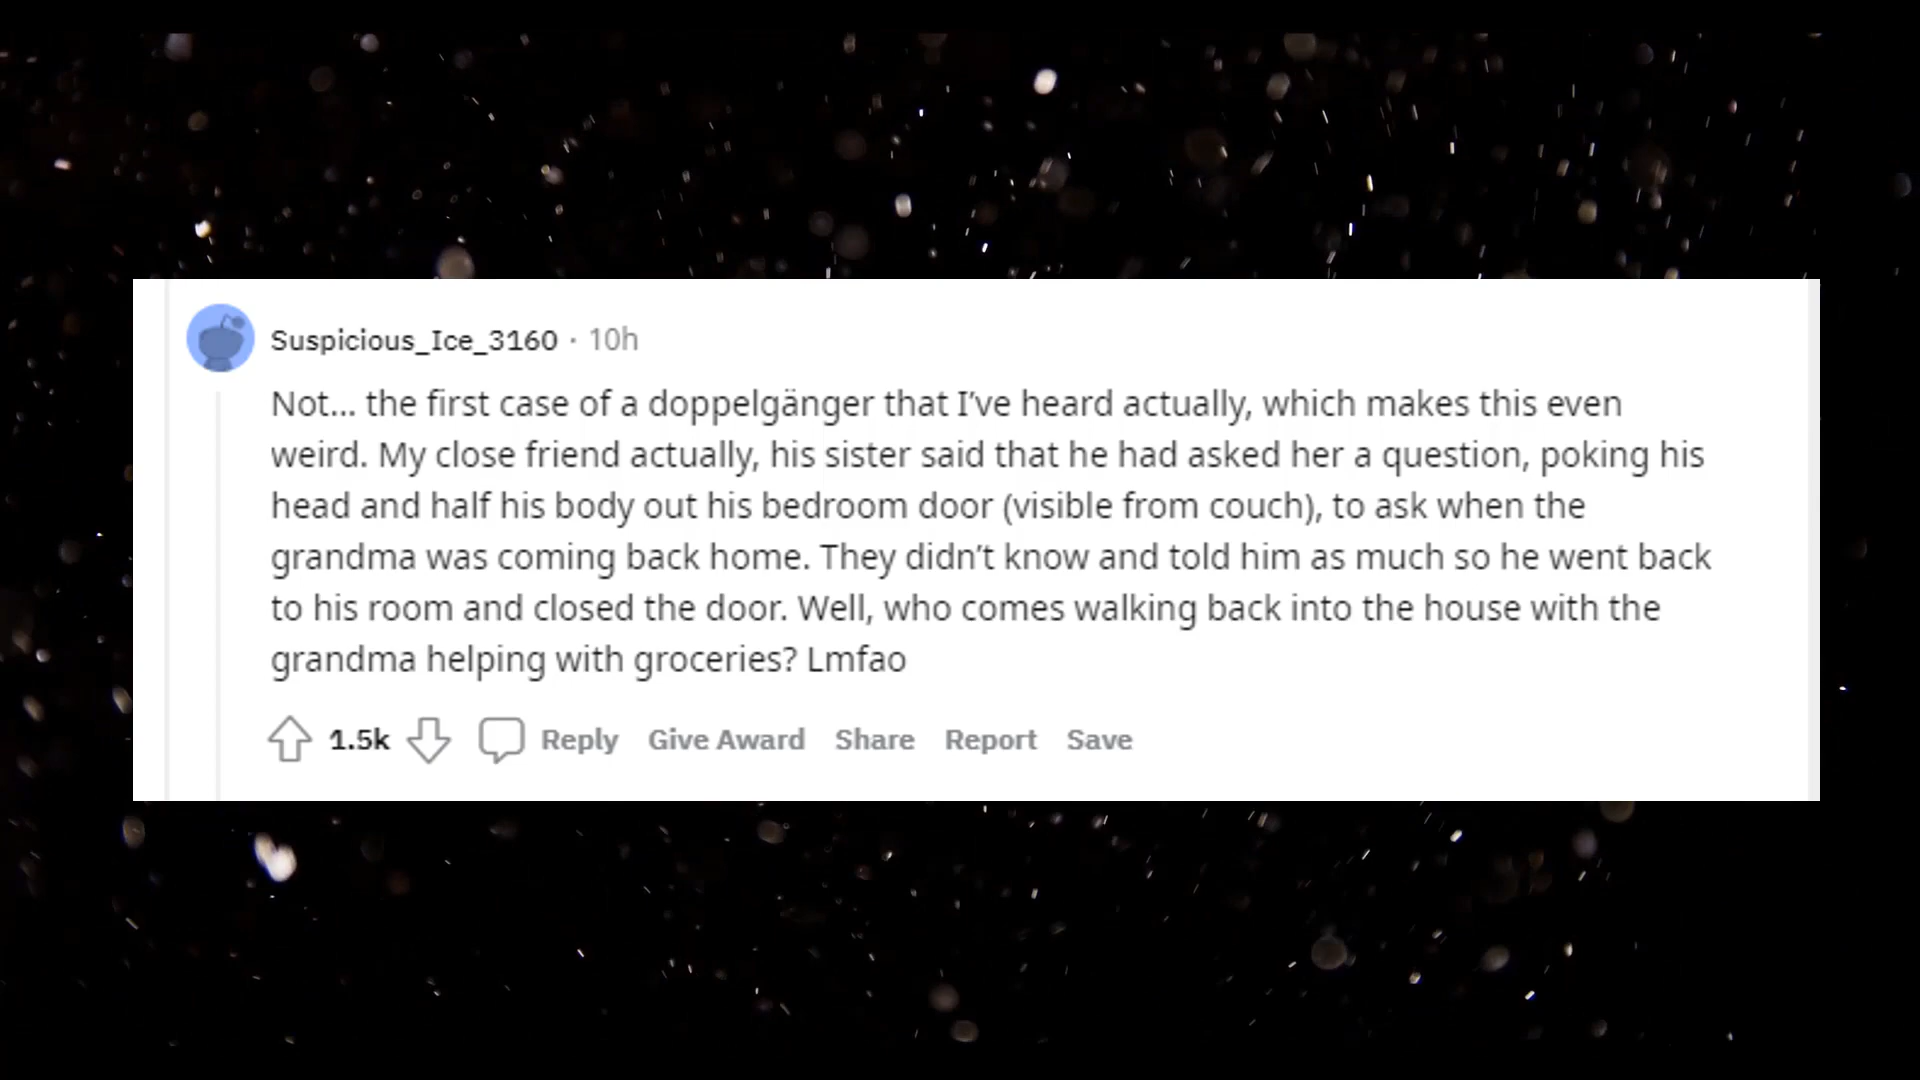 Suspicious_Ice_3160 · 10h
Not... the first case of a doppelgänger that I've heard actually, which makes this even
weird. My close friend actually, his sister said that he had asked her a question, poking his
head and half his body out his bedroom door (visible from couch), to ask when the
grandma was coming back home. They didn't know and told him as much so he went back
to his room and closed the door. Well, who comes walking back into the house with the
grandma helping with groceries? Lmfao
1.5k Reply Give Award Share Report Save